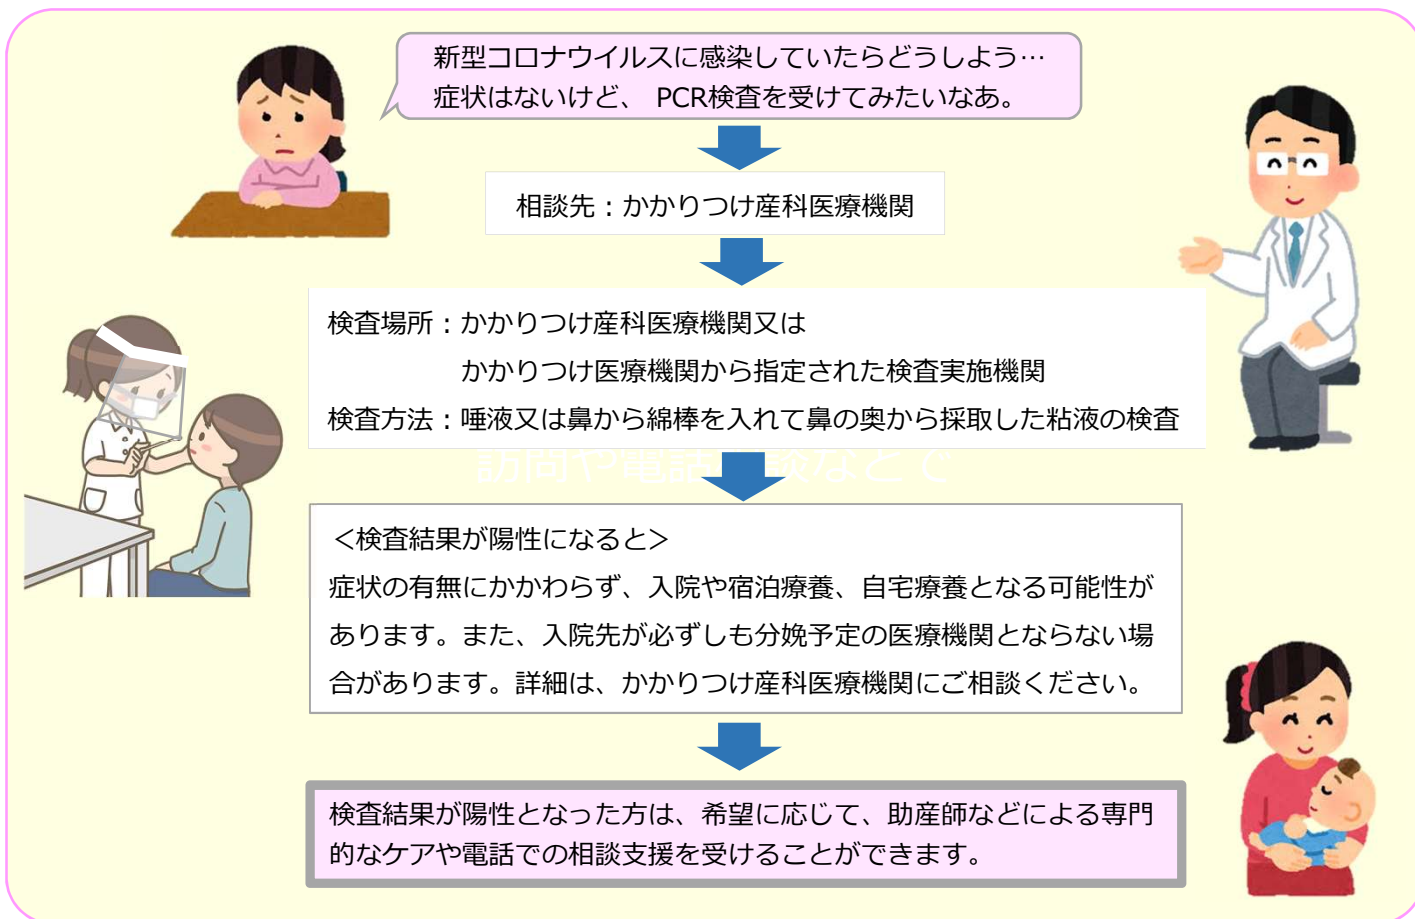 新型コロナウイルスに感染していたらどうしよう…
症状はないけど、 PCR検査を受けてみたいなあ。
相談先：かかりつけ産科医療機関
検査場所：かかりつけ産科医療機関又は
かかりつけ医療機関から指定された検査実施機関
検査方法：唾液又は鼻から綿棒を入れて鼻の奥から採取した粘液の検査
訪問や電話相談などで
＜検査結果が陽性になると＞
症状の有無にかかわらず、入院や宿泊療養、自宅療養となる可能性が
あります。また、入院先が必ずしも分娩予定の医療機関とならない場
合があります。詳細は、かかりつけ産科医療機関にご相談ください。
検査結果が陽性となった方は、希望に応じて、助産師などによる専門
的なケアや電話での相談支援を受けることができます。